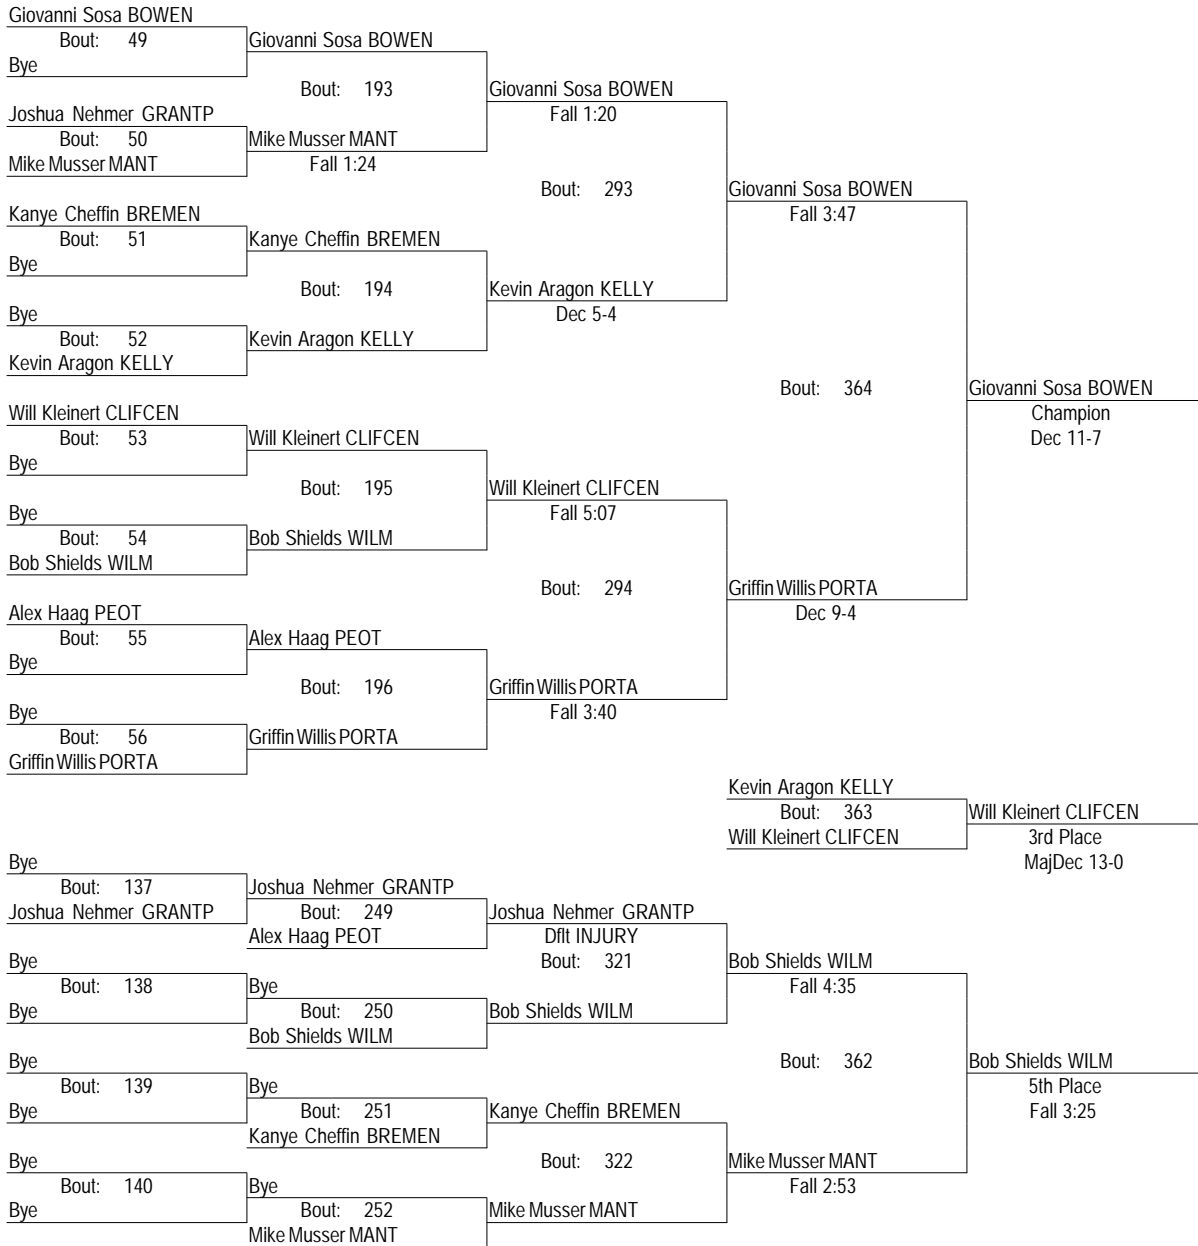 Giovanni Sosa BOWEN
Bout: 49
Giovanni Sosa BOWEN
Bye
Bout: 193
Giovanni Sosa BOWEN
Joshua Nehmer GRANTP
Fall 1:20
Bout: 50
Mike Musser MANT
Mike Musser MANT
Fall 1:24
Bout: 293
Giovanni Sosa BOWEN
Kanye Cheffin BREMEN
Fall 3:47
Bout: 51
Kanye Cheffin BREMEN
Bye
Bout: 194
Kevin Aragon KELLY
Bye
Dec 5-4
Bout: 52
Kevin Aragon KELLY
Kevin Aragon KELLY
Bout: 364
Giovanni Sosa BOWEN
Will Kleinert CLIFCEN
Champion
Bout: 53
Will Kleinert CLIFCEN
Dec 11-7
Bye
Bout: 195
Will Kleinert CLIFCEN
Bye
Fall 5:07
Bout: 54
Bob Shields WILM
Bob Shields WILM
Bout: 294
Griffin Willis PORTA
Alex Haag PEOT
Dec 9-4
Bout: 55
Alex Haag PEOT
Bye
Bout: 196
Griffin Willis PORTA
Bye
Fall 3:40
Bout: 56
Griffin Willis PORTA
Griffin Willis PORTA
Kevin Aragon KELLY
Bout: 363
Will Kleinert CLIFCEN
Will Kleinert CLIFCEN
3rd Place
Bye
MajDec 13-0
Bout: 137
Joshua Nehmer GRANTP
Joshua Nehmer GRANTP
Bout: 249
Joshua Nehmer GRANTP
Alex Haag PEOT
Dflt INJURY
Bye
Bout: 321
Bob Shields WILM
Bout: 138
Bye
Fall 4:35
Bye
Bout: 250
Bob Shields WILM
Bob Shields WILM
Bye
Bout: 362
Bob Shields WILM
Bout: 139
Bye
5th Place
Bye
Bout: 251
Kanye Cheffin BREMEN
Fall 3:25
Kanye Cheffin BREMEN
Bye
Bout: 322
Mike Musser MANT
Bout: 140
Bye
Fall 2:53
Bye
Bout: 252
Mike Musser MANT
Mike Musser MANT